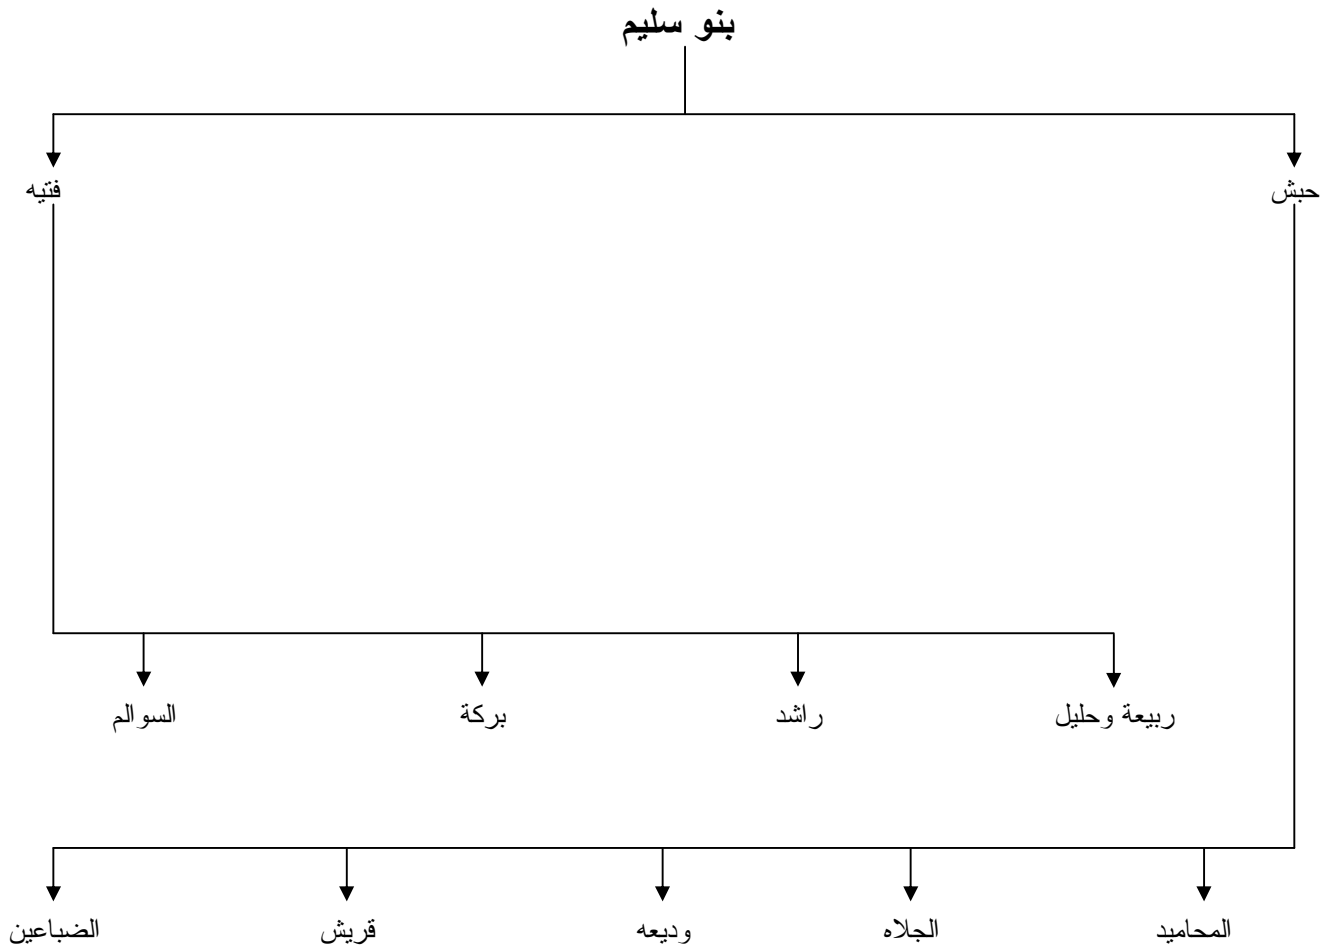 بنو سليم
حبش
فتيه
ربيعة وحليل
راشد
بركة
السوالم
المحاميد
الجلاه
وديعه
قريش
الضباعين